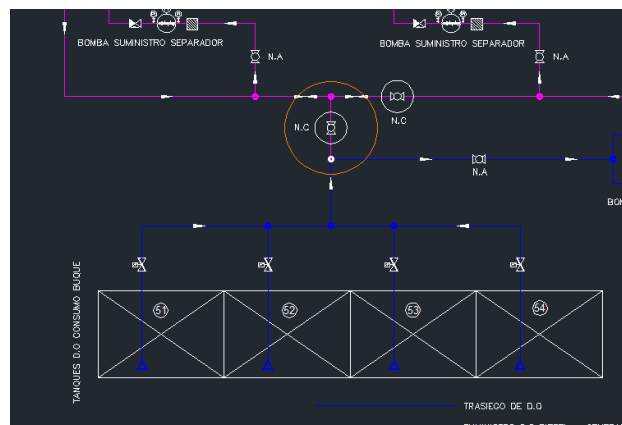 BOMBA SUMINISTRO SEPARADOR
BOMBA SUMINISTRO SEPARADOR
N.A
N.A
N.C
N.C
N.A
TANQUES D.O CONSUMO BUQUE
51
52
53
54
TRASIEGO DE D.O